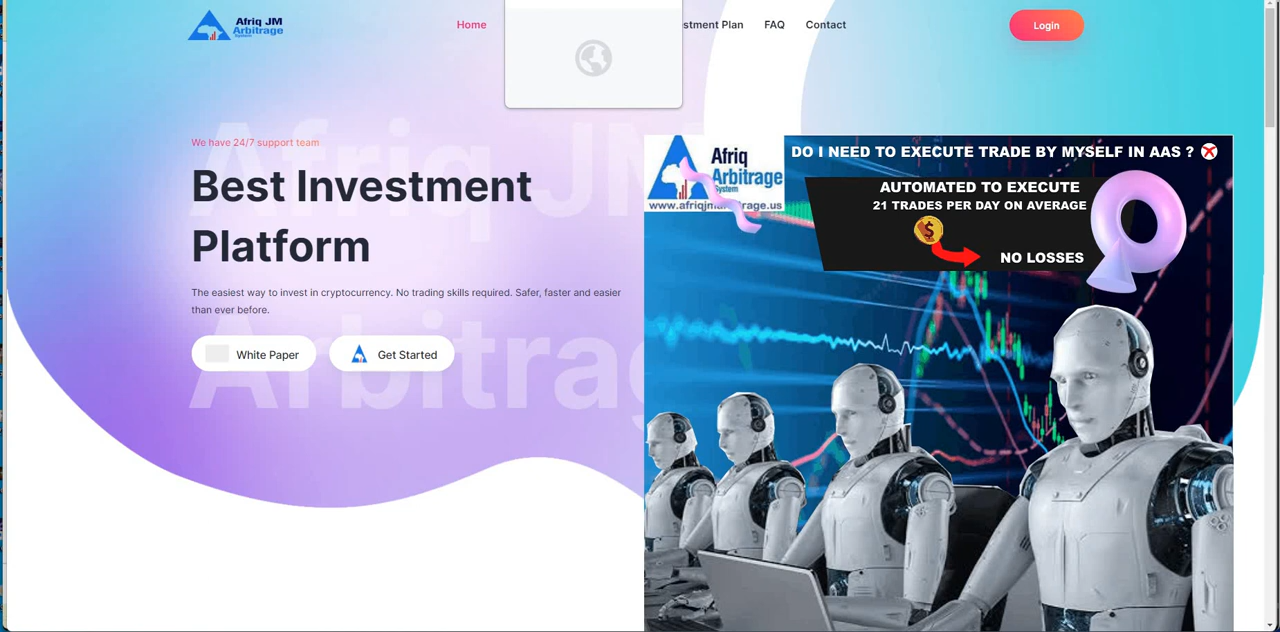 Afriq JM
Arbitrage
System
Home
stment Plan
FAQ
Contact
Login
We have 24/7 support team
Afriq JM
Best Investment
Platform
The easiest way to invest in cryptocurrency. No trading skills required. Safer, faster and easier
than ever before.
White Paper
Get Started
Arbitrag
Afriq
Arbitrage
System
DO I NEED TO EXECUTE TRADE BY MYSELF IN AAS ?
AUTOMATED TO EXECUTE
21 TRADES PER DAY ON AVERAGE
NO LOSSES